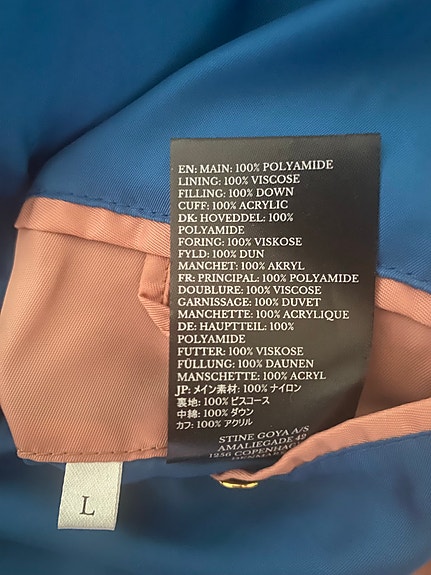 EN: MAIN: 100% POLYAMIDE
LINING: 100% VISCOSE
FILLING: 100% DOWN
CUFF: 100% ACRYLIC
DK: HOVEDDEL: 100%
POLYAMIDE
FORING: 100% VISKOSE
FYLD: 100% DUN
MANCHET: 100% AKRYL
FR: PRINCIPAL: 100% POLYAMIDE
DOUBLURE: 100% VISCOSE
GARNISSAGE: 100% DUVET
MANCHETTE: 100% ACRYLIQUE
DE: HAUPTTEIL: 100%
POLYAMIDE
FUTTER: 100% VISKOSE
FÜLLUNG: 100% DAUNEN
MANSCHETTE: 100% ACRYL
JP: メイン素材: 100% ナイロン
裏地: 100% ビスコース
中綿: 100% ダウン
カフ: 100% アクリル
STINE GOYA A/S
AMALIEGADE 42
1256 COPENHAGEN
DENMARK
L